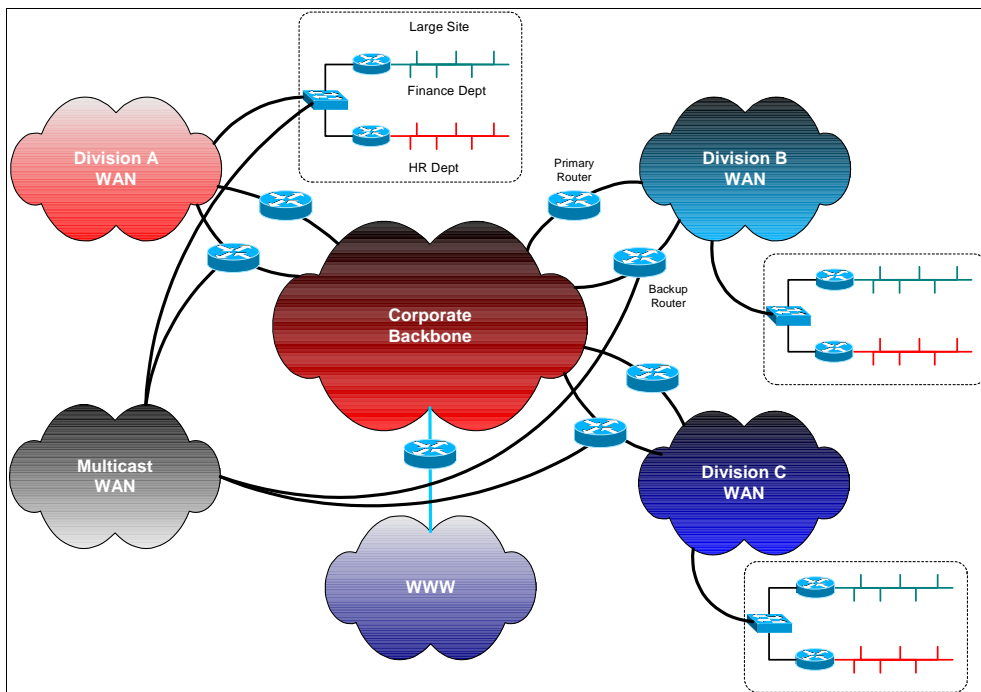 Large Site
Finance Dept
HR Dept
Division A
WAN
Primary
Router
Division B
WAN
Backup
Router
Corporate
Backbone
Multicast
WAN
Division C
WAN
WWW